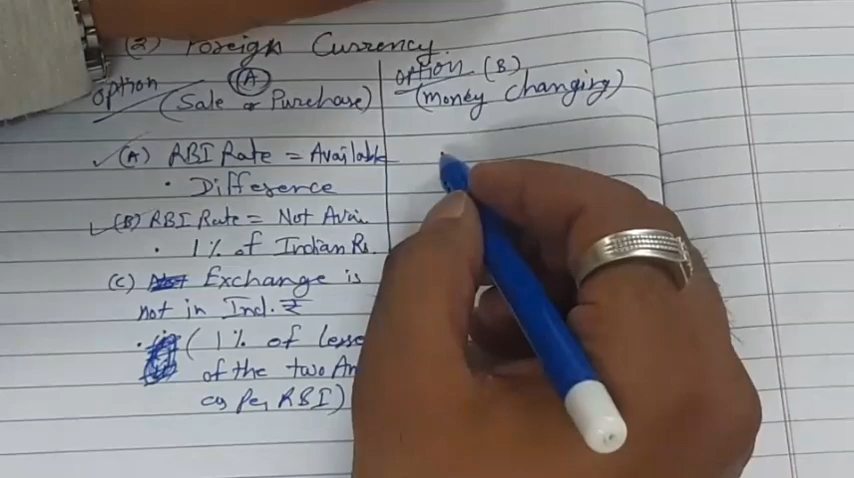 (2) Foreign Currency.
option (A)
(Sale or Purchase)
(A) RBI Rate = Available
• Difference
(B) RBI Rate = Not Avai
• 1% of Indian Rs.
(C) Exchange is
not in Ind. ₹
• (1% of lesse
of the two Am
as per RBI)
option (B)
(money changing)